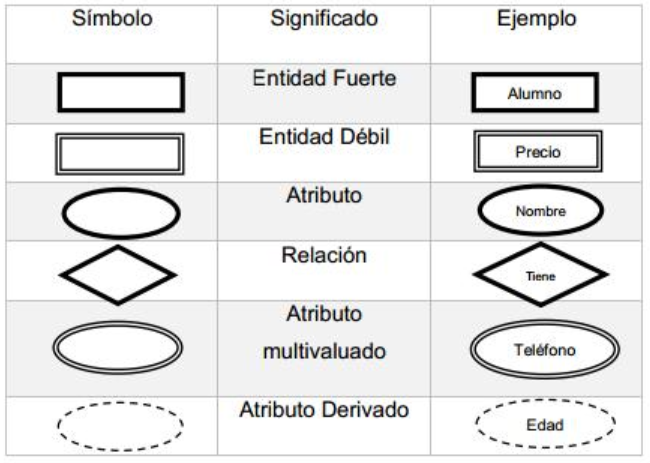 Símbolo Significado Ejemplo
Entidad Fuerte Alumno
Entidad Débil Precio
Atributo Nombre
Relación Tiene
Atributo
multivaluado Teléfono
Atributo Derivado Edad